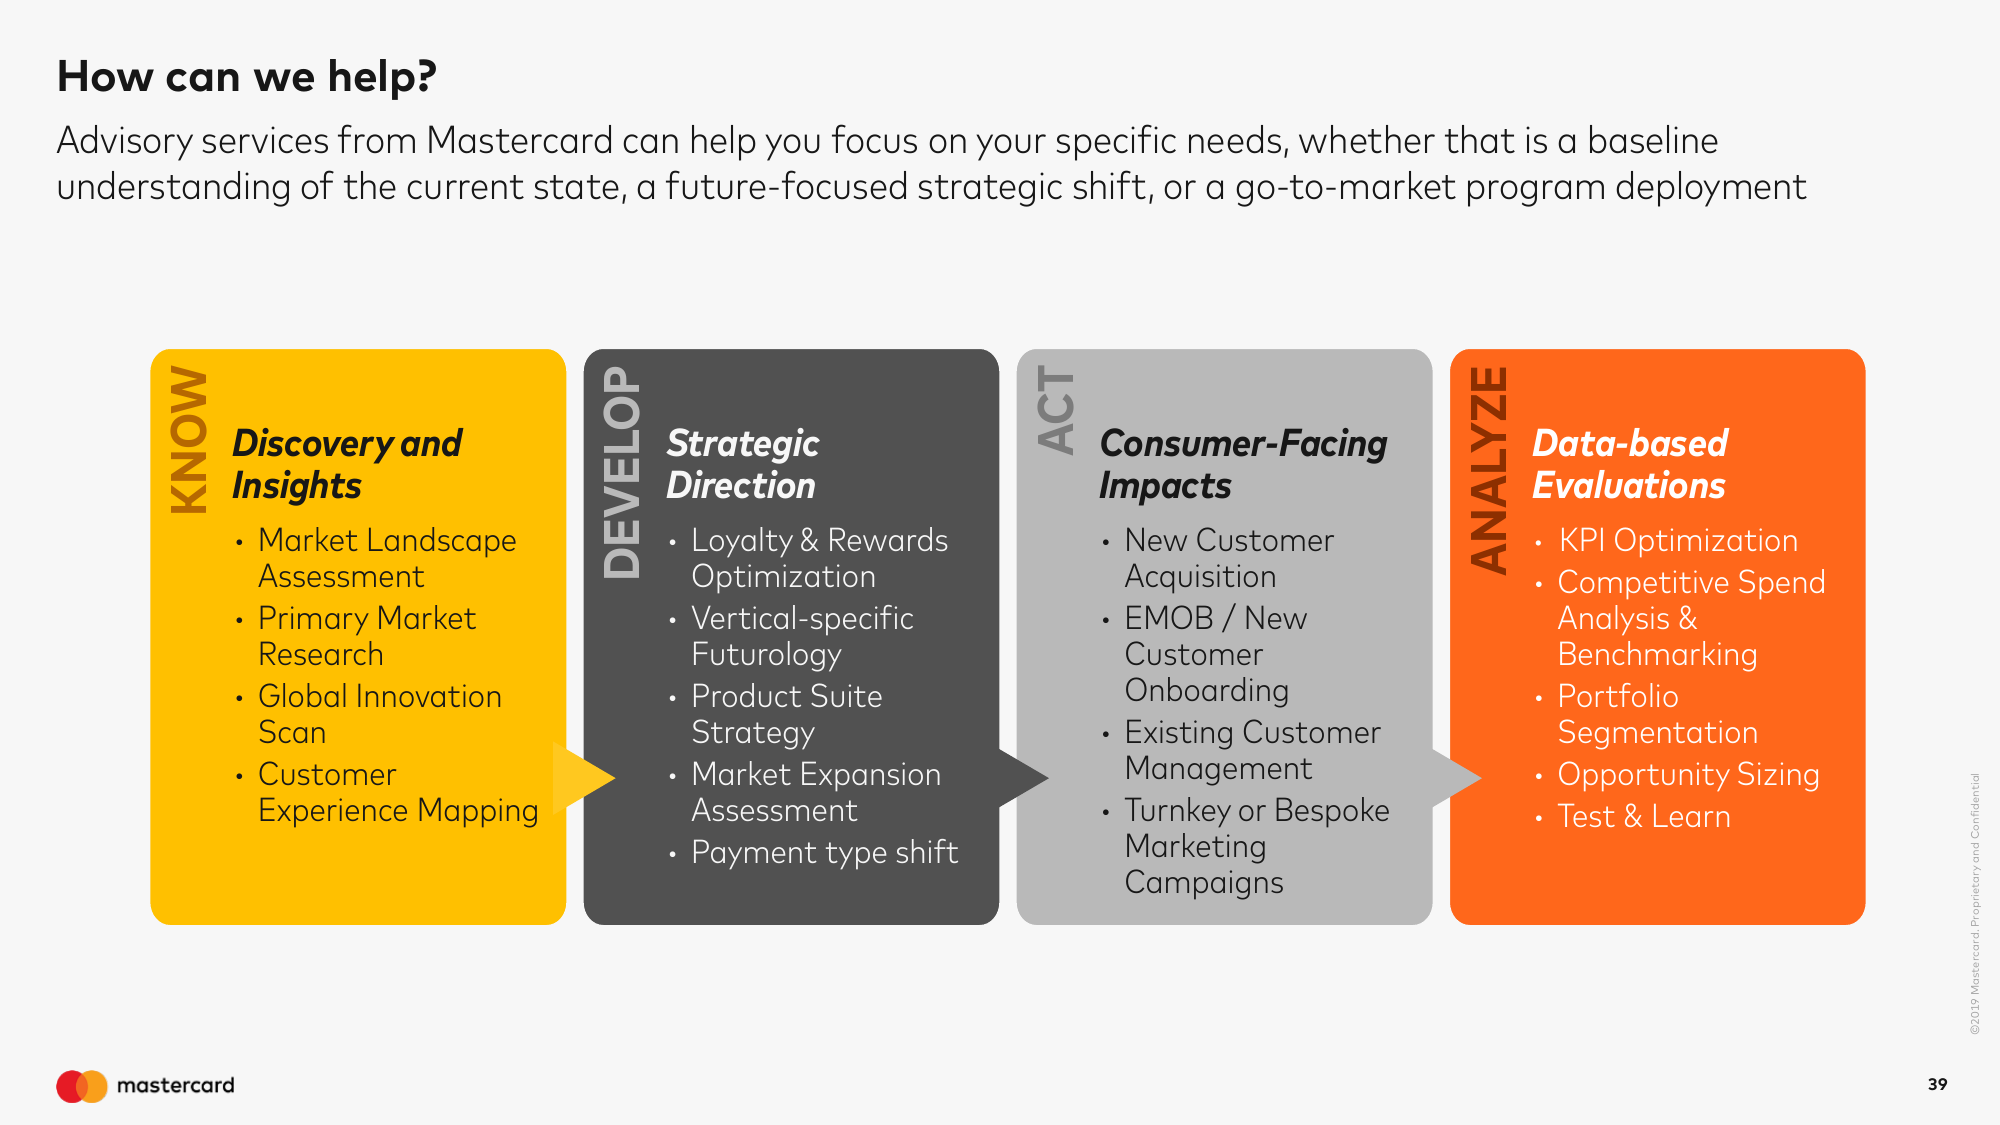 How can we help?
Advisory services from Mastercard can help you focus on your specific needs, whether that is a baseline
understanding of the current state, a future-focused strategic shift, or a go-to-market program deployment
KNOW
Discovery and
Insights
• Market Landscape
Assessment
• Primary Market
Research
• Global Innovation
Scan
• Customer
Experience Mapping
DEVELOP
Strategic
Direction
• Loyalty & Rewards
Optimization
• Vertical-specific
Futurology
• Product Suite
Strategy
• Market Expansion
Assessment
• Payment type shift
ACT
Consumer-Facing
Impacts
• New Customer
Acquisition
• EMOB / New
Customer
Onboarding
• Existing Customer
Management
• Turnkey or Bespoke
Marketing
Campaigns
ANALYZE
Data-based
Evaluations
• KPI Optimization
• Competitive Spend
Analysis &
Benchmarking
• Portfolio
Segmentation
• Opportunity Sizing
• Test & Learn
©2019 Mastercard. Proprietary and Confidential
mastercard
39